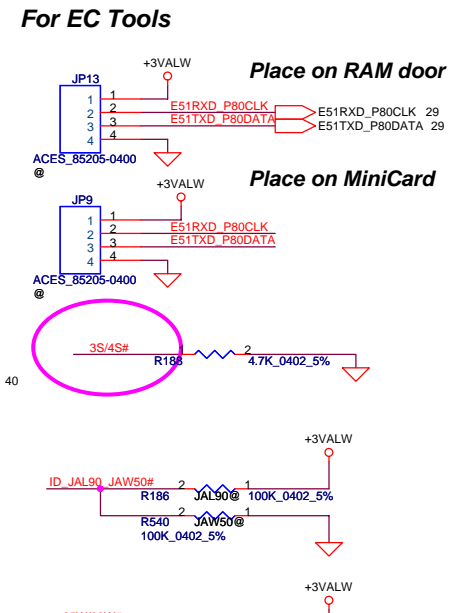 For EC Tools
+3VALW
Place on RAM door
JP13
1 1
2 2 E51RXD_P80CLK E51RXD_P80CLK 29
3 3 E51TXD_P80DATA E51TXD_P80DATA 29
4 4
ACES_85205-0400
@
+3VALW
Place on MiniCard
JP9
1 1
2 2 E51RXD_P80CLK
3 3 E51TXD_P80DATA
4 4
ACES_85205-0400
@
3S/4S# 1 2
R188 4.7K_0402_5%
40
+3VALW
ID_JAL90_JAW50# 2 1
R186 JAL90@ 100K_0402_5%
2 1
R540 JAW50@
100K_0402_5%
+3VALW